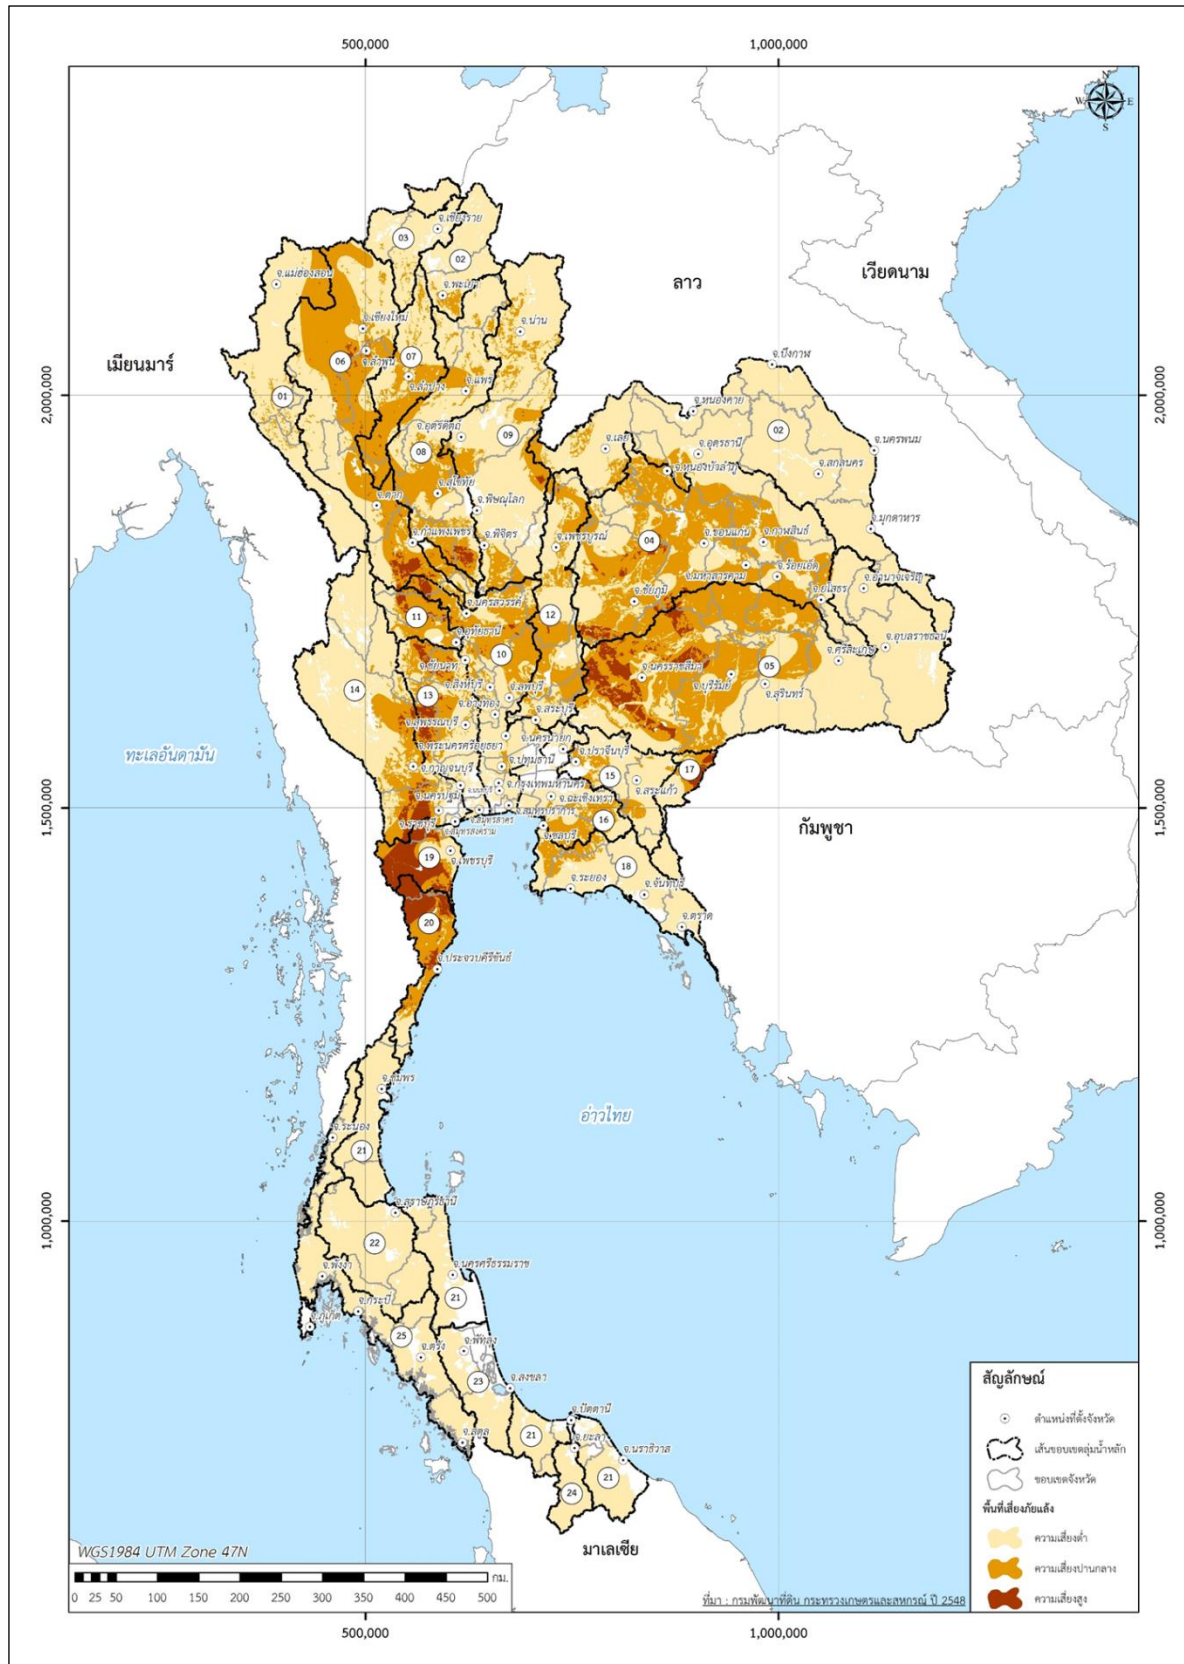 500,000
1,000,000
N
W
E
S
2,000,000
1,500,000
1,000,000
2,000,000
1,500,000
1,000,000
ลาว
เวียดนาม
เมียนมาร์
กัมพูชา
มาเลเซีย
ทะเลอันดามัน
อ่าวไทย
จ.เชียงราย
03
02
จ.แม่ฮ่องสอน
จ.พะเยา
จ.เชียงใหม่
จ.น่าน
จ.ลำพูน
07
06
จ.ลำปาง
จ.แพร่
01
จ.บึงกาฬ
จ.หนองคาย
จ.อุตรดิตถ์
09
02
08
จ.เลย
จ.อุดรธานี
จ.นครพนม
จ.หนองบัวลำภู
จ.สกลนคร
จ.สุโขทัย
จ.ตาก
จ.พิษณุโลก
จ.มุกดาหาร
จ.กำแพงเพชร
จ.พิจิตร
จ.เพชรบูรณ์
04
จ.ขอนแก่น
จ.กาฬสินธุ์
จ.มหาสารคาม
จ.ร้อยเอ็ด
จ.อำนาจเจริญ
จ.ยโสธร
จ.ชัยภูมิ
จ.นครสวรรค์
11
12
จ.อุทัยธานี
จ.อุบลราชธานี
10
จ.ชัยนาท
จ.ศรีสะเกษ
05
จ.นครราชสีมา
จ.บุรีรัมย์
จ.สุรินทร์
14
13
จ.สิงห์บุรี
จ.ลพบุรี
จ.อ่างทอง
จ.สุพรรณบุรี
จ.สระบุรี
จ.นครนายก
จ.พระนครศรีอยุธยา
จ.ปราจีนบุรี
จ.กาญจนบุรี
จ.ปทุมธานี
15
17
จ.กรุงเทพมหานคร
จ.สระแก้ว
จ.นครปฐม
จ.ฉะเชิงเทรา
จ.สมุทรปราการ
จ.ราชบุรี
จ.สมุทรสาคร
จ.สมุทรสงคราม
16
จ.ชลบุรี
19
จ.เพชรบุรี
18
จ.ระยอง
จ.จันทบุรี
20
จ.ตราด
จ.ประจวบคีรีขันธ์
จ.ชุมพร
จ.ระนอง
21
จ.สุราษฎร์ธานี
22
จ.พังงา
จ.นครศรีธรรมราช
21
จ.กระบี่
จ.ภูเก็ต
25
จ.ตรัง
จ.พัทลุง
23
จ.สงขลา
จ.ปัตตานี
จ.สตูล
21
จ.ยะลา
จ.นราธิวาส
21
24
สัญลักษณ์
ตำแหน่งที่ตั้งจังหวัด
เส้นขอบเขตลุ่มน้ำหลัก
ขอบเขตจังหวัด
พื้นที่เสี่ยงภัยแล้ง
ความเสี่ยงต่ำ
ความเสี่ยงปานกลาง
ความเสี่ยงสูง
WGS1984 UTM Zone 47N
กม.
0 25 50 100 150 200 250 300 350 400 450 500
ที่มา : กรมพัฒนาที่ดิน กระทรวงเกษตรและสหกรณ์ ปี 2548
500,000
1,000,000